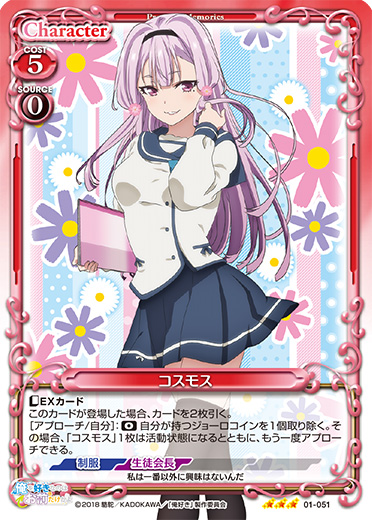 Character
COST
5
SOURCE
0
コスモス
EXカード
このカードが登場した場合、カードを2枚引く。
[アプローチ/自分]:自分が持つジョーロコインを1個取り除く。そ
の場合、「コスモス」1枚は活動状態になるとともに、もう一度アプロー
チできる。
制服 生徒会長
私は一番以外に興味はないんだ
©2018 駱駝/KADOKAWA/「俺好き」製作委員会
01-051